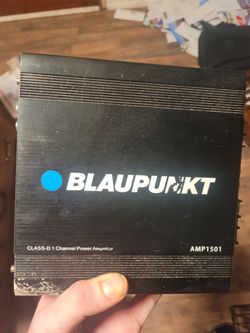 BLAUPUNKT
CLASS-D 1 Channel Power Amplifier
AMP1501